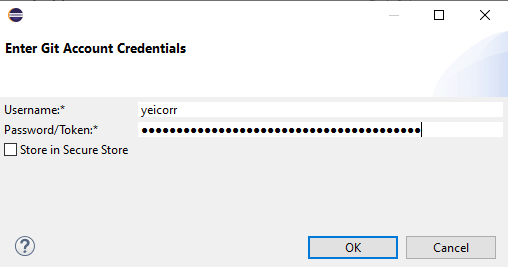 Enter Git Account Credentials
Username:* yeicorr
Password/Token:* ●●●●●●●●●●●●●●●●●●●●●●●●●●●●●●●●●●●●●●●●
Store in Secure Store
? OK Cancel